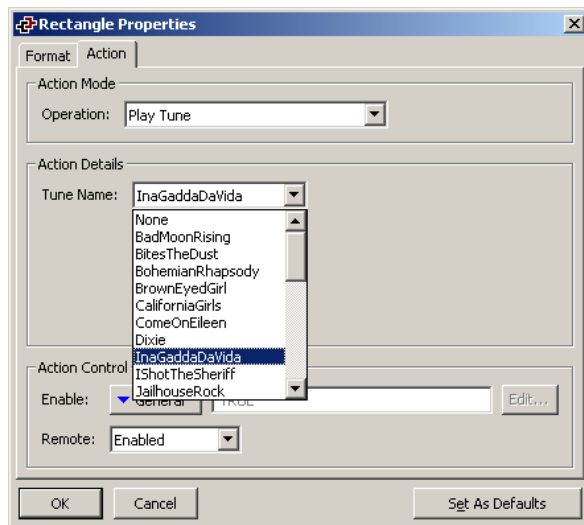 Rectangle Properties
Format Action
Action Mode
Operation: Play Tune
Action Details
Tune Name: InaGaddaDaVida
None
BadMoonRising
BitesTheDust
BohemianRhapsody
BrownEyedGirl
CaliforniaGirls
ComeOnEileen
Dixie
InaGaddaDaVida
IShotTheSheriff
JailhouseRock
Action Control
Enable: General TRUE Edit...
Remote: Enabled
OK Cancel Set As Defaults